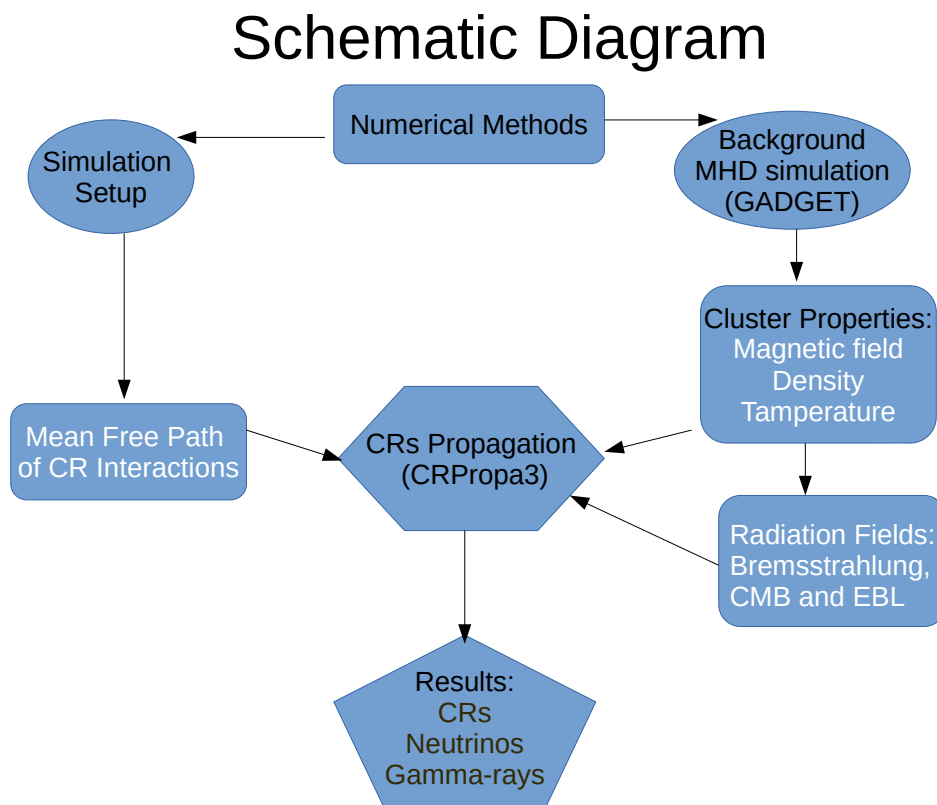 Schematic Diagram
Numerical Methods
Simulation
Setup
Background
MHD simulation
(GADGET)
Cluster Properties:
Magnetic field
Density
Tamperature
Mean Free Path
of CR Interactions
CRs Propagation
(CRPropa3)
Radiation Fields:
Bremsstrahlung,
CMB and EBL
Results:
CRs
Neutrinos
Gamma-rays